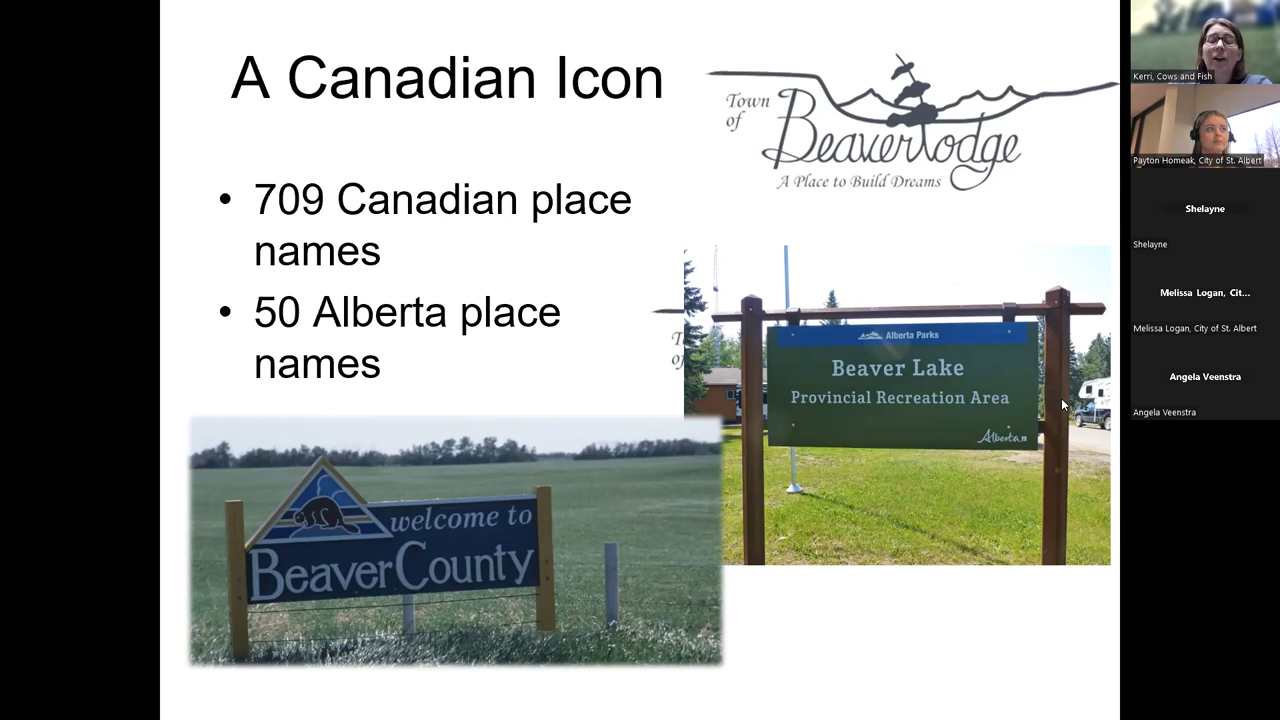 A Canadian Icon
• 709 Canadian place
names
• 50 Alberta place
names
Town
of
Beaverlodge
A Place to Build Dreams
T
of
Alberta Parks
Beaver Lake
Provincial Recreation Area
Alberta
welcome to
BeaverCounty
Kerri, Cows and Fish
Payton Homeak, City of St. Albert
Shelayne
Shelayne
Melissa Logan, Cit...
Melissa Logan, City of St. Albert
Angela Veenstra
Angela Veenstra